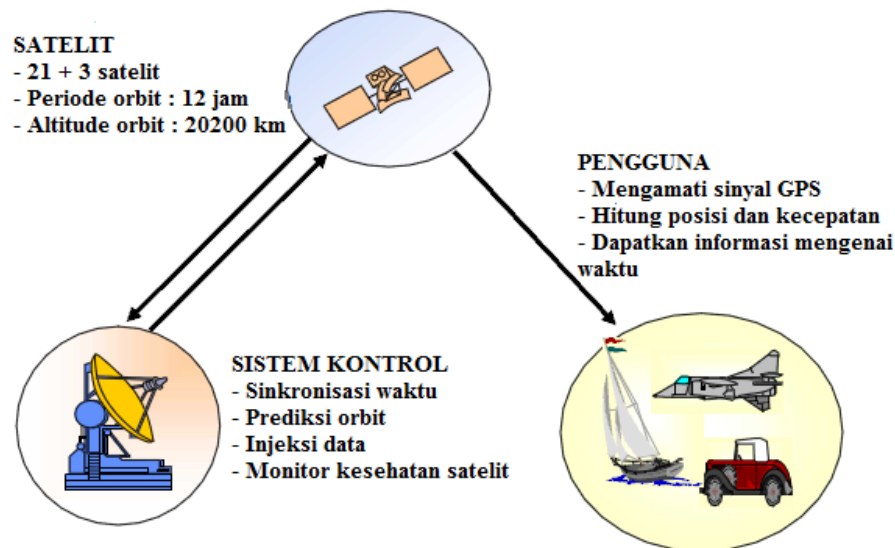 SATELIT
- 21 + 3 satelit
- Periode orbit : 12 jam
- Altitude orbit : 20200 km
PENGGUNA
- Mengamati sinyal GPS
- Hitung posisi dan kecepatan
- Dapatkan informasi mengenai
waktu
SISTEM KONTROL
- Sinkronisasi waktu
- Prediksi orbit
- Injeksi data
- Monitor kesehatan satelit